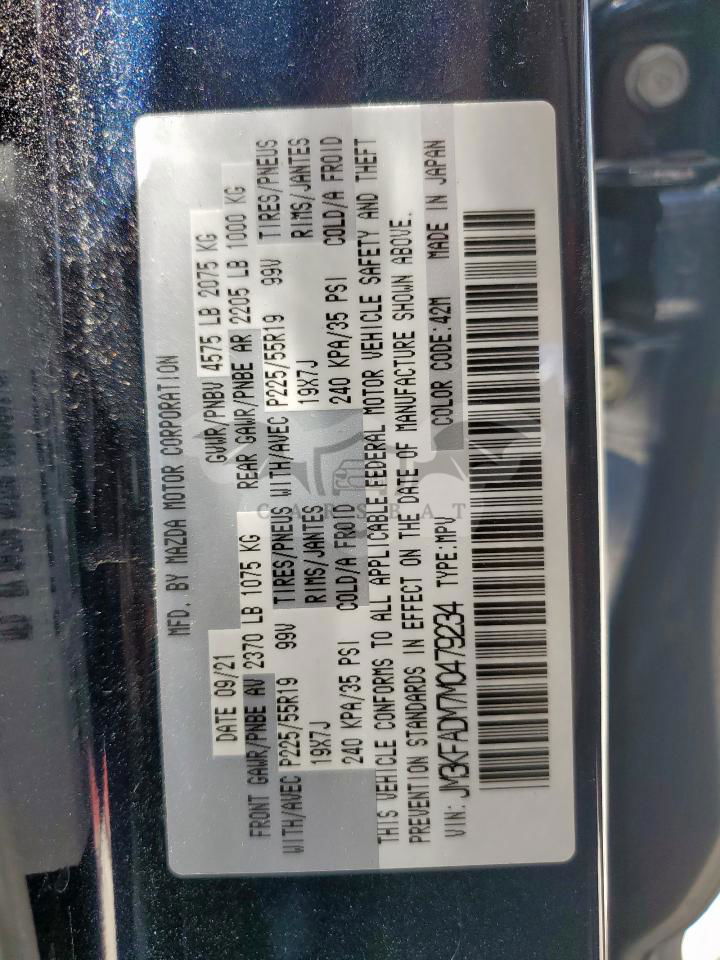 MFD. BY MAZDA MOTOR CORPORATION
DATE 09/21 GVWR/PNBV 4575 LB 2075 KG
FRONT GAWR/PNBE AV 2370 LB 1075 KG REAR GAWR/PNBE AR 2205 LB 1000 KG
WITH/AVEC P225/55R19 99V TIRES/PNEUS WITH/AVEC P225/55R19 99V TIRES/PNEUS
19X7J RIMS/JANTES 19X7J RIMS/JANTES
240 KPA/35 PSI COLD/A FROID 240 KPA/35 PSI COLD/A FROID
THIS VEHICLE CONFORMS TO ALL APPLICABLE FEDERAL MOTOR VEHICLE SAFETY AND THEFT
PREVENTION STANDARDS IN EFFECT ON THE DATE OF MANUFACTURE SHOWN ABOVE.
VIN: JM3KFADM7M0479234 TYPE:MPV COLOR CODE:42M MADE IN JAPAN
CARSBAT